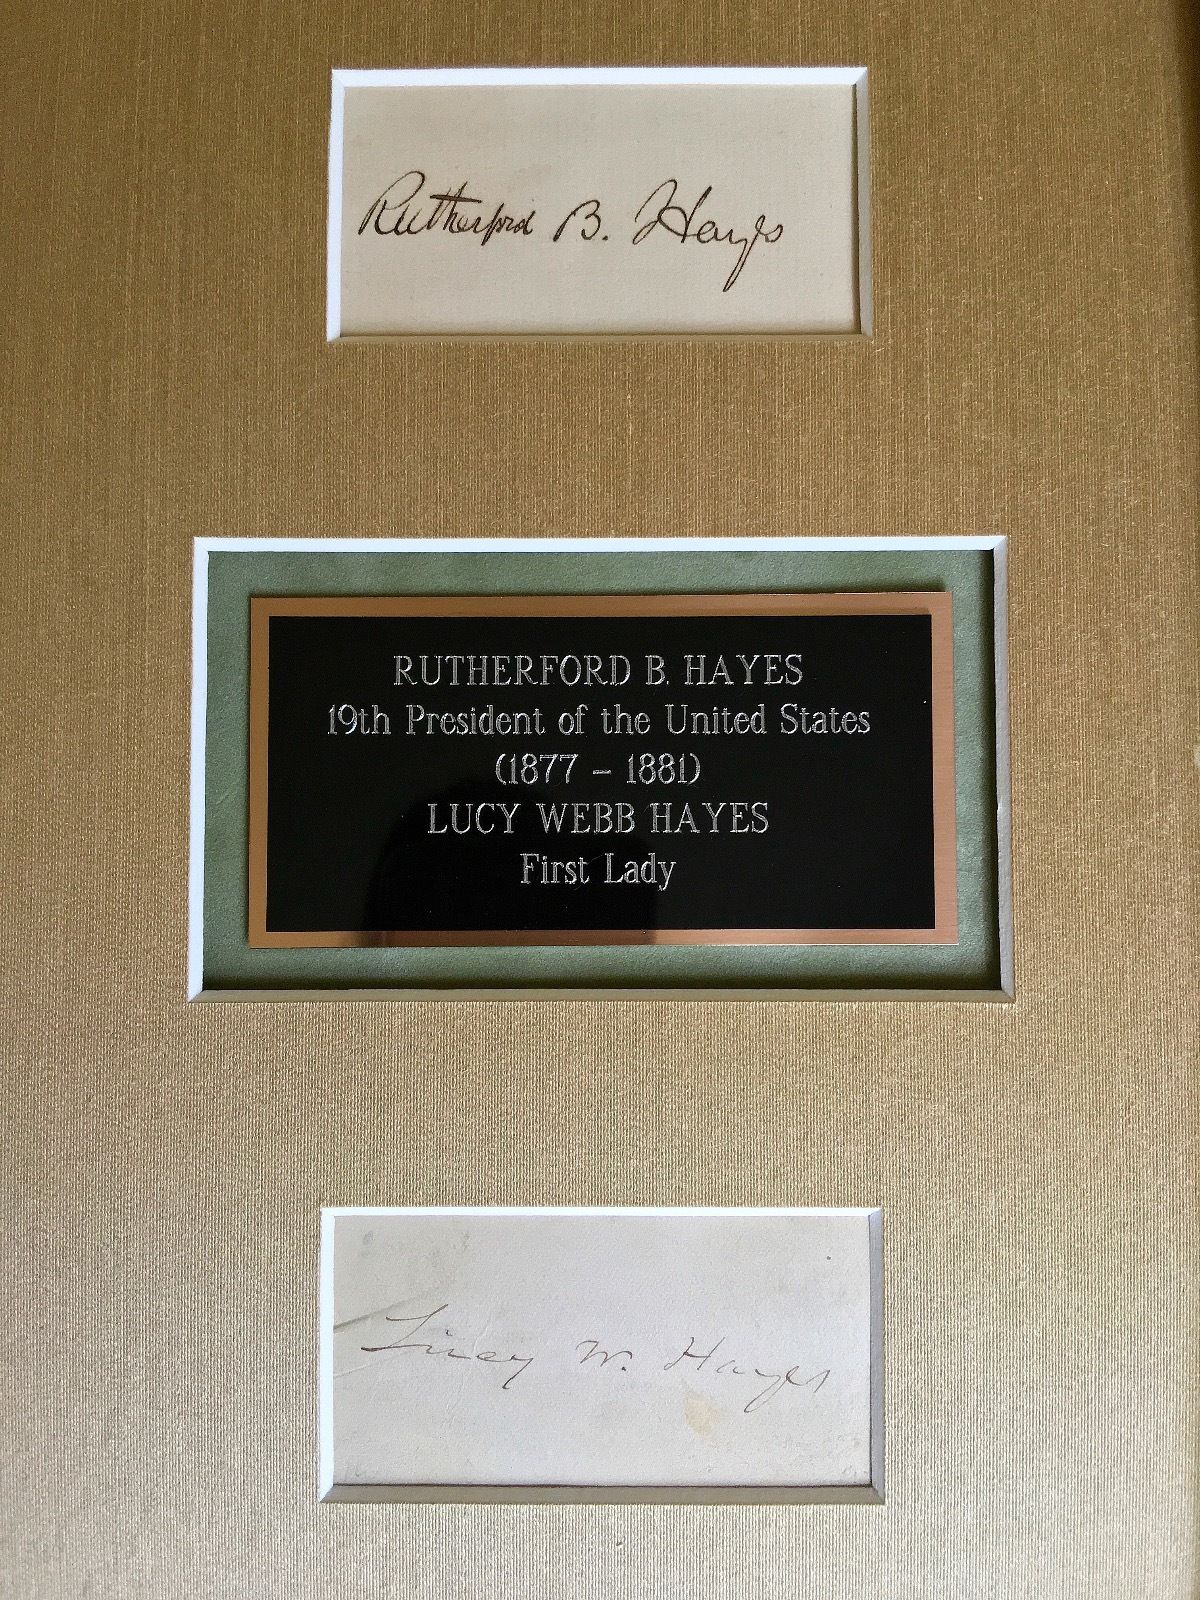 Rutherford B. Hayes
RUTHERFORD B. HAYES
19th President of the United States
(1877 – 1881)
LUCY WEBB HAYES
First Lady
Lucy W. Hayes